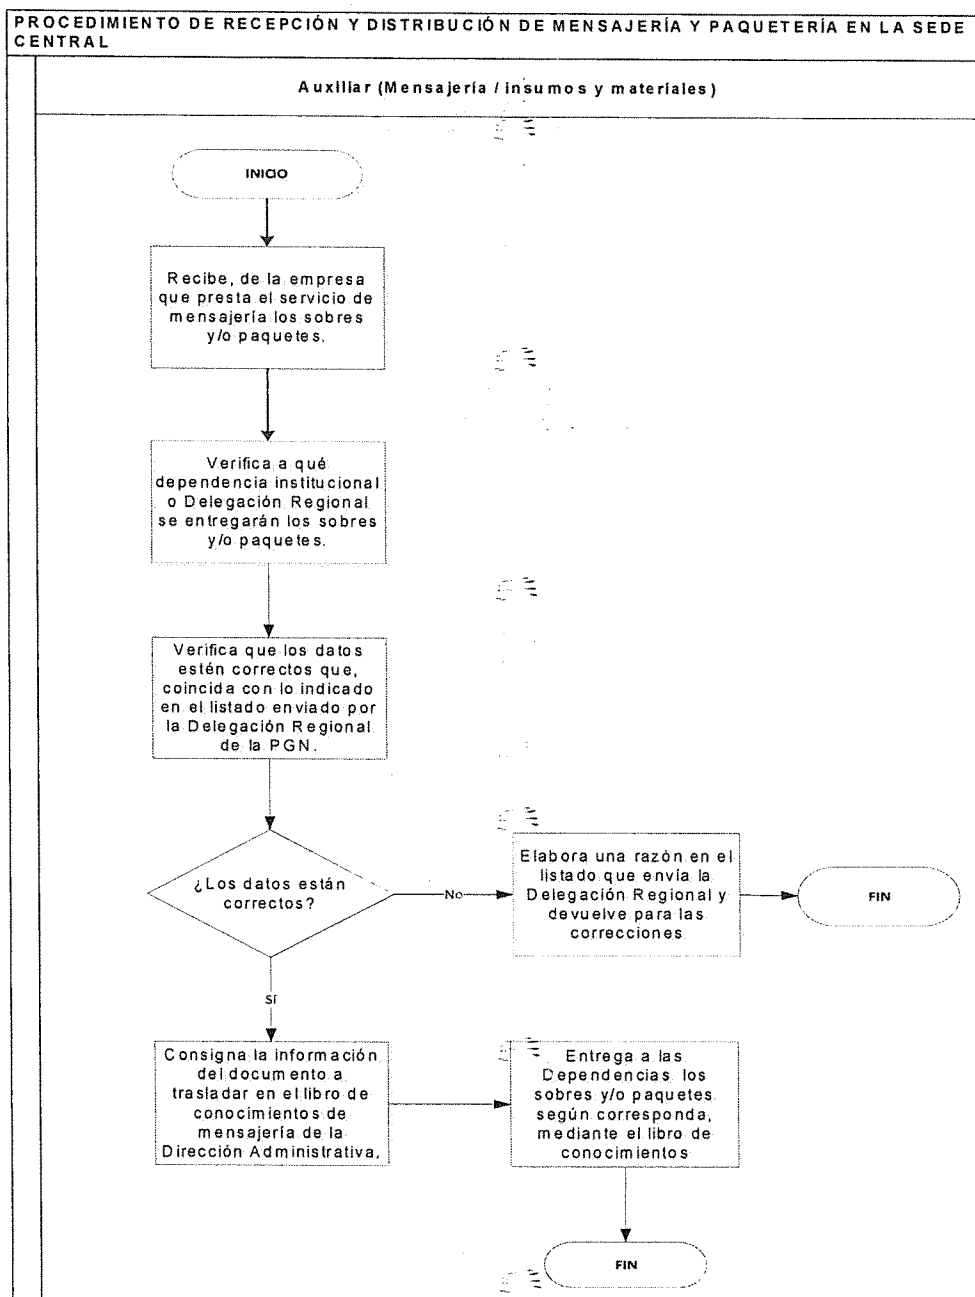 PROCEDIMIENTO DE RECEPCIÓN Y DISTRIBUCIÓN DE MENSAJERÍA Y PAQUETERÍA EN LA SEDE
CENTRAL
Auxiliar (Mensajería / insumos y materiales)
INICIO
Recibe, de la empresa
que presta el servicio de
mensajería los sobres
y/o paquetes.
Verifica a qué
dependencia institucional
o Delegación Regional
se entregarán los sobres
y/o paquetes.
Verifica que los datos
estén correctos que,
coincida con lo indicado
en el listado enviado por
la Delegación Regional
de la PGN.
¿Los datos están
correctos?
No
Elabora una razón en el
listado que envía la
Delegación Regional y
devuelve para las
correcciones
FIN
Sí
Consigna la información
del documento a
trasladar en el libro de
conocimientos de
mensajería de la
Dirección Administrativa.
Entrega a las
Dependencias los
sobres y/o paquetes
según corresponda,
mediante el libro de
conocimientos
FIN